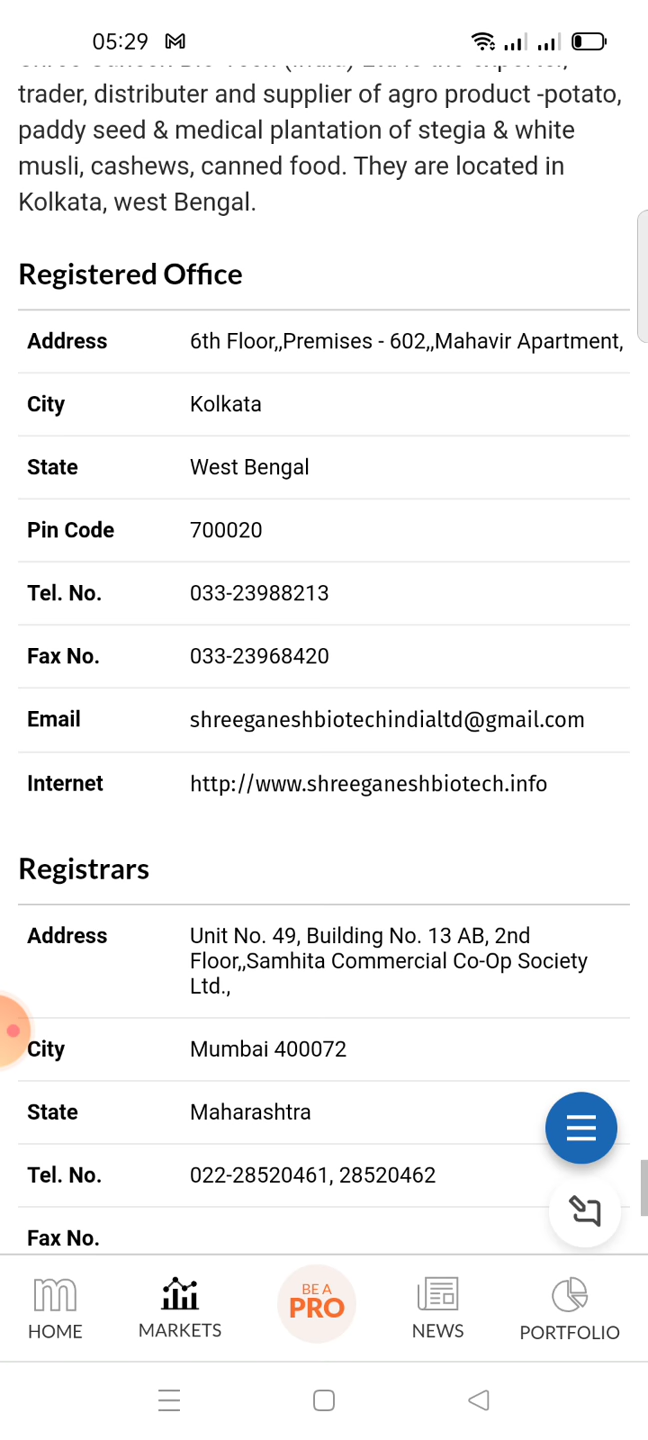 05:29
trader, distributer and supplier of agro product -potato,
paddy seed & medical plantation of stegia & white
musli, cashews, canned food. They are located in
Kolkata, west Bengal.
Registered Office
Address 6th Floor,,Premises - 602,,Mahavir Apartment,
City Kolkata
State West Bengal
Pin Code 700020
Tel. No. 033-23988213
Fax No. 033-23968420
Email shreeganeshbiotechindialtd@gmail.com
Internet http://www.shreeganeshbiotech.info
Registrars
Address Unit No. 49, Building No. 13 AB, 2nd
Floor,,Samhita Commercial Co-Op Society
Ltd.,
City Mumbai 400072
State Maharashtra
Tel. No. 022-28520461, 28520462
Fax No.
BE A
PRO
HOME MARKETS NEWS PORTFOLIO